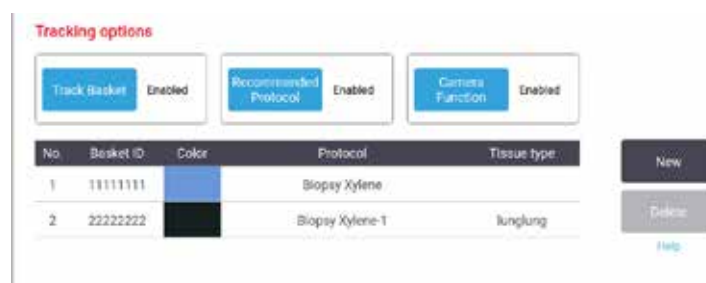 Tracking options
Track Basket Enabled
Recommended Protocol Enabled
Camera Function Enabled
No. Basket ID Color Protocol Tissue type
1 11111111 Biopsy Xylene
2 22222222 Biopsy Xylene-1 lunglung
New
Delete
Help